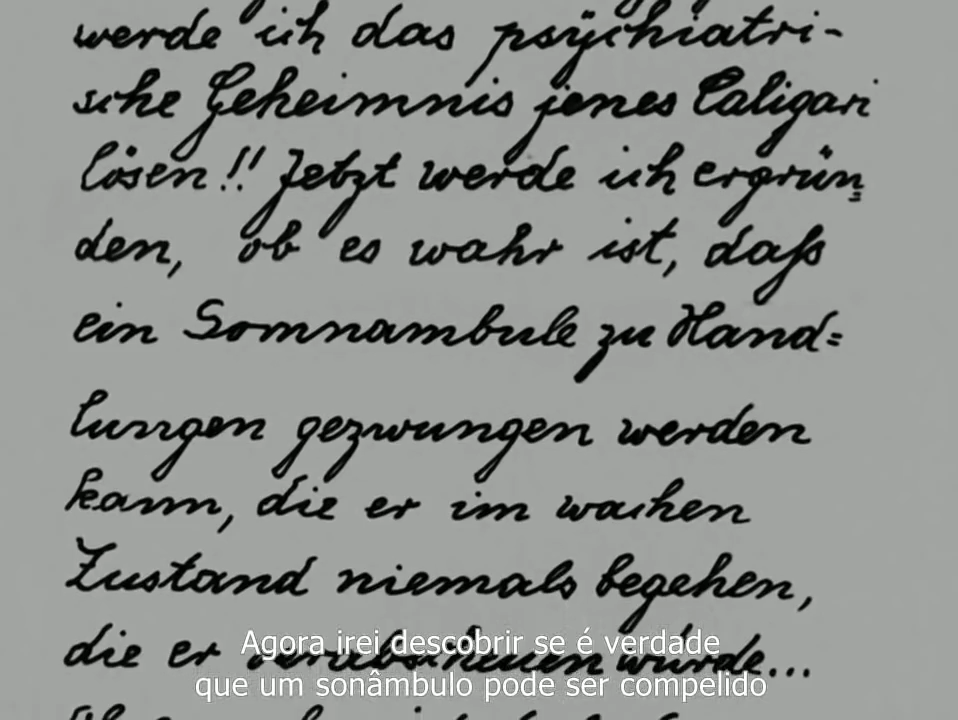 werde ich das psychiatri-
sche Geheimnis jenes Caligari
lösen!! Jetzt werde ich ergrün=
den, ob es wahr ist, daß
ein Somnambule zu Hand=
lungen gezwungen werden
kann, die er im wachen
Zustand niemals begehen,
die er verabscheuen würde...
Agora irei descobrir se é verdade
que um sonâmbulo pode ser compelido